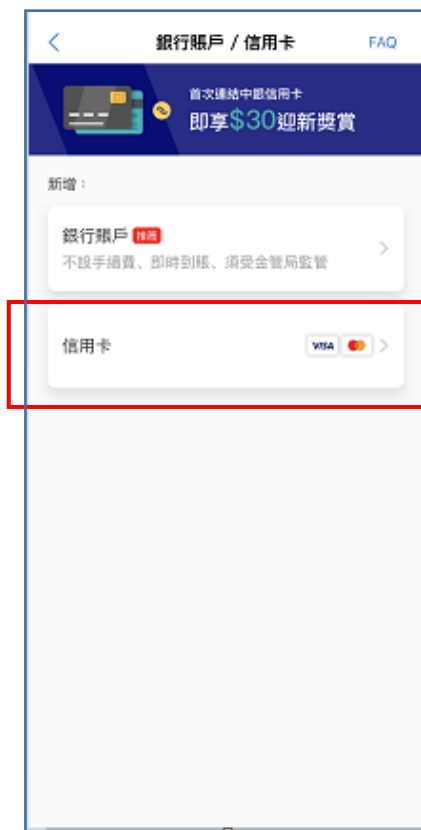 銀行賬戶 / 信用卡
FAQ
首次連結中銀信用卡
即享$30迎新獎賞
新增：
銀行賬戶 推薦
不設手續費、即時到賬、須受金管局監管
信用卡
VISA